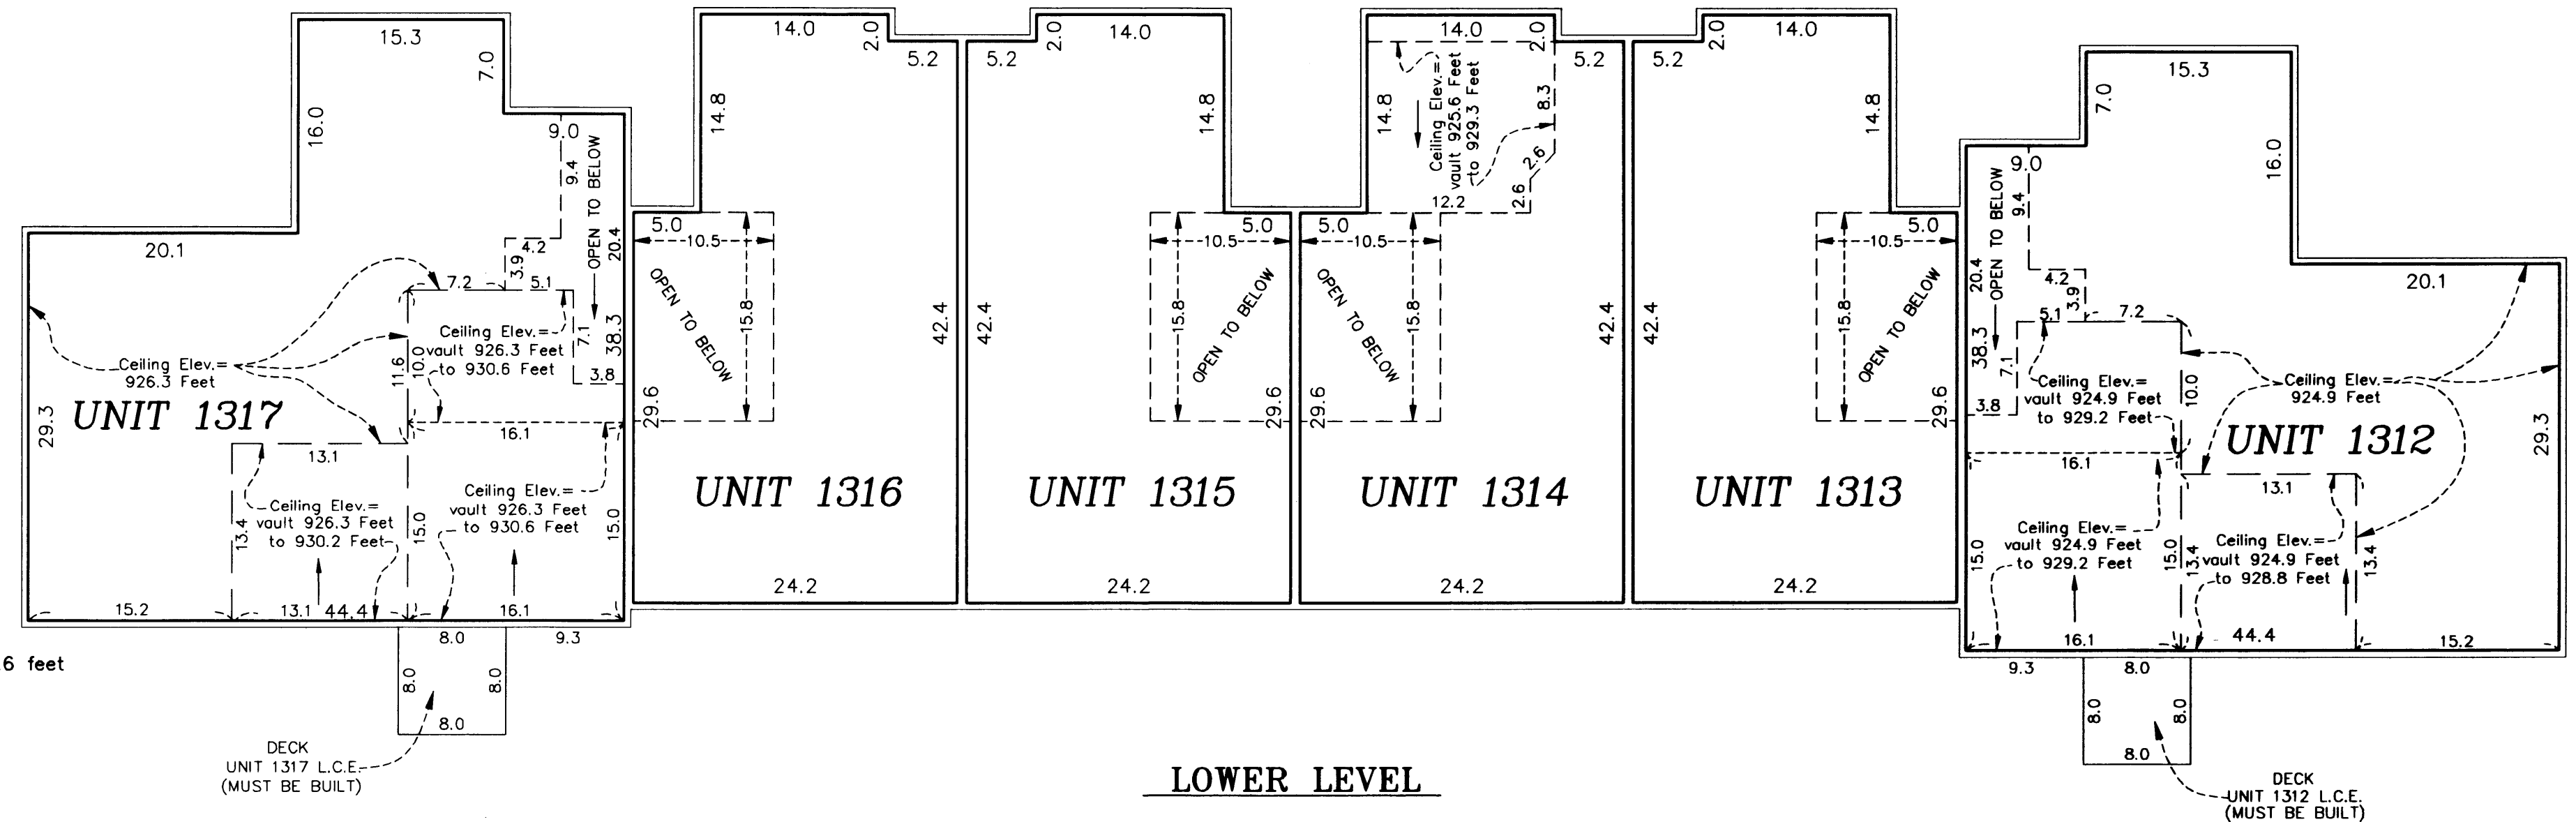 15.3
7.0
16.0
9.0
9.4
OPEN TO BELOW
20.4
20.1
4.2
3.9
7.2
5.1
Ceiling Elev.=
vault 926.3 Feet
to 930.6 Feet
7.1
38.3
3.8
11.6
10.0
Ceiling Elev.=
926.3 Feet
UNIT 1317
29.3
16.1
13.1
Ceiling Elev.=
vault 926.3 Feet
to 930.2 Feet
13.4
15.0
Ceiling Elev.=
vault 926.3 Feet
to 930.6 Feet
15.0
15.2
13.1
44.4
16.1
8.0
9.3
8.0
8.0
8.0
6 feet
DECK
UNIT 1317 L.C.E.
(MUST BE BUILT)
14.0
2.0
5.2
14.8
5.0
10.5
OPEN TO BELOW
15.8
42.4
29.6
UNIT 1316
24.2
5.2
2.0
14.0
14.8
5.0
10.5
15.8
OPEN TO BELOW
42.4
29.6
UNIT 1315
24.2
14.0
2.0
5.2
14.8
Ceiling Elev.=
vault 925.6 Feet
to 929.3 Feet
8.3
2.6
2.6
12.2
5.0
10.5
OPEN TO BELOW
15.8
42.4
29.6
UNIT 1314
24.2
5.2
2.0
14.0
14.8
5.0
10.5
15.8
OPEN TO BELOW
42.4
29.6
UNIT 1313
24.2
15.3
7.0
16.0
9.0
9.4
OPEN TO BELOW
20.4
20.1
4.2
3.9
5.1
7.2
38.3
7.1
3.8
Ceiling Elev.=
vault 924.9 Feet
to 929.2 Feet
10.0
Ceiling Elev.=
924.9 Feet
UNIT 1312
29.3
16.1
13.1
Ceiling Elev.=
vault 924.9 Feet
to 929.2 Feet
15.0
15.0
13.4
Ceiling Elev.=
vault 924.9 Feet
to 928.8 Feet
13.4
16.1
44.4
15.2
9.3
8.0
8.0
8.0
8.0
DECK
UNIT 1312 L.C.E.
(MUST BE BUILT)
LOWER LEVEL